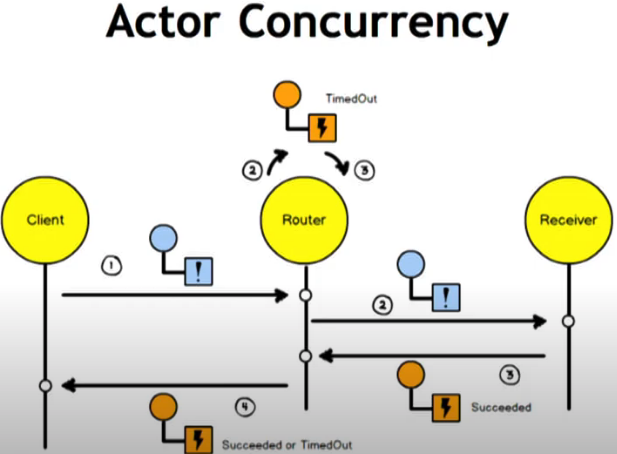 Actor Concurrency
TimedOut
2
3
Client
Router
Receiver
1
!
2
!
3
Succeeded
4
Succeeded or TimedOut